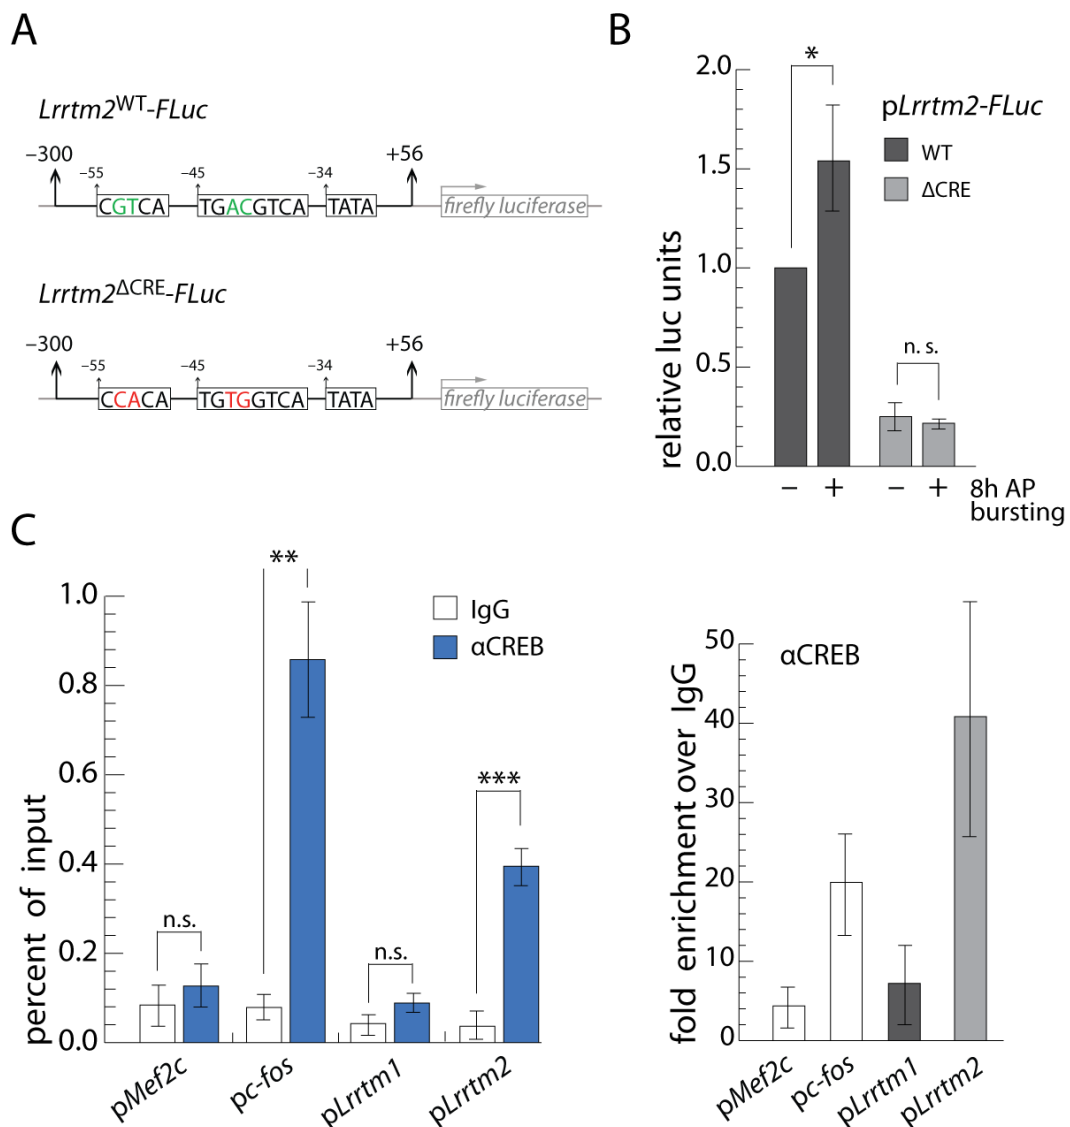 A
Lrrtm2WT-FLuc
–300 –55 –45 –34 +56
CGTCA TGACGTCA TATA firefly luciferase
Lrrtm2ΔCRE-FLuc
–300 –55 –45 –34 +56
CCACA TGTGGTCA TATA firefly luciferase
B
relative luc units
2.0
1.5
1.0
0.5
0.0
*
n. s.
pLrrtm2-FLuc
WT
ΔCRE
– + – + 8h AP
bursting
C
percent of input
1.0
0.8
0.6
0.4
0.2
0.0
n.s.
**
n.s.
***
IgG
αCREB
pMef2c
pc-fos
pLrrtm1
pLrrtm2
fold enrichment over IgG
50
40
30
20
10
0
αCREB
pMef2c
pc-fos
pLrrtm1
pLrrtm2